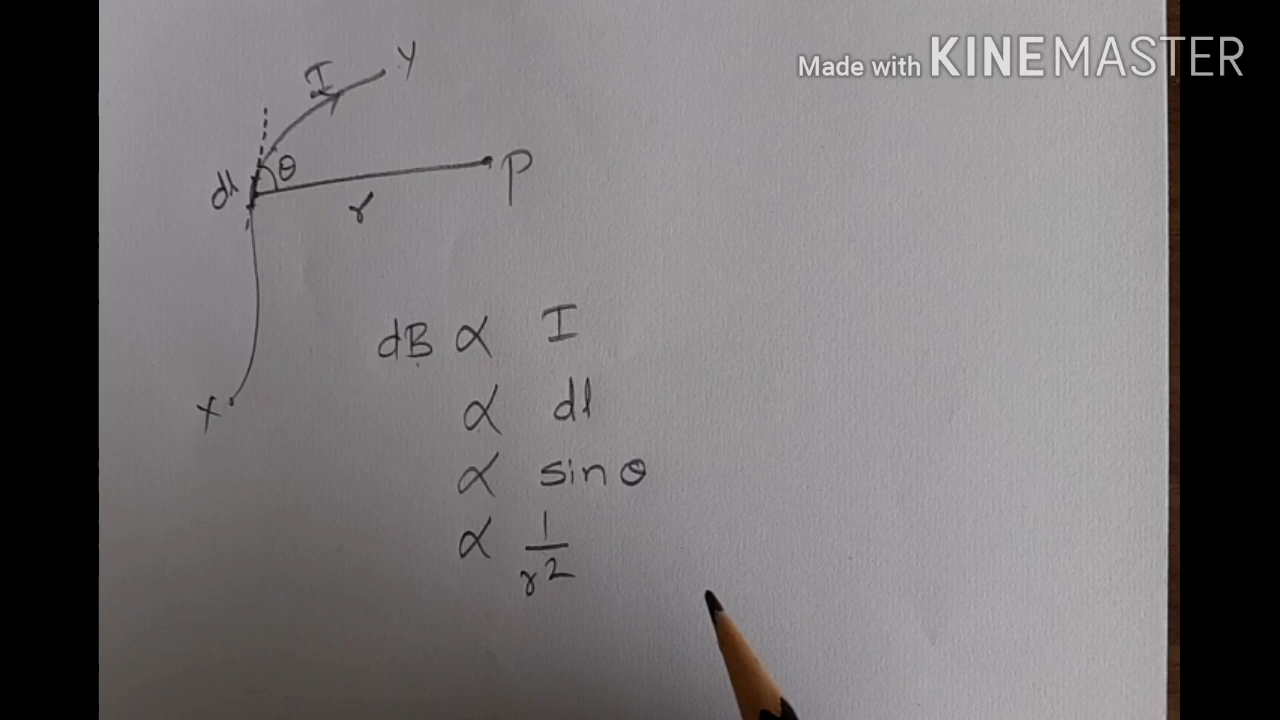 Made with KINEMASTER
I
Y
θ
dl
r
P
X
dB ∝ I
∝ dl
∝ sin θ
∝ 1/r²